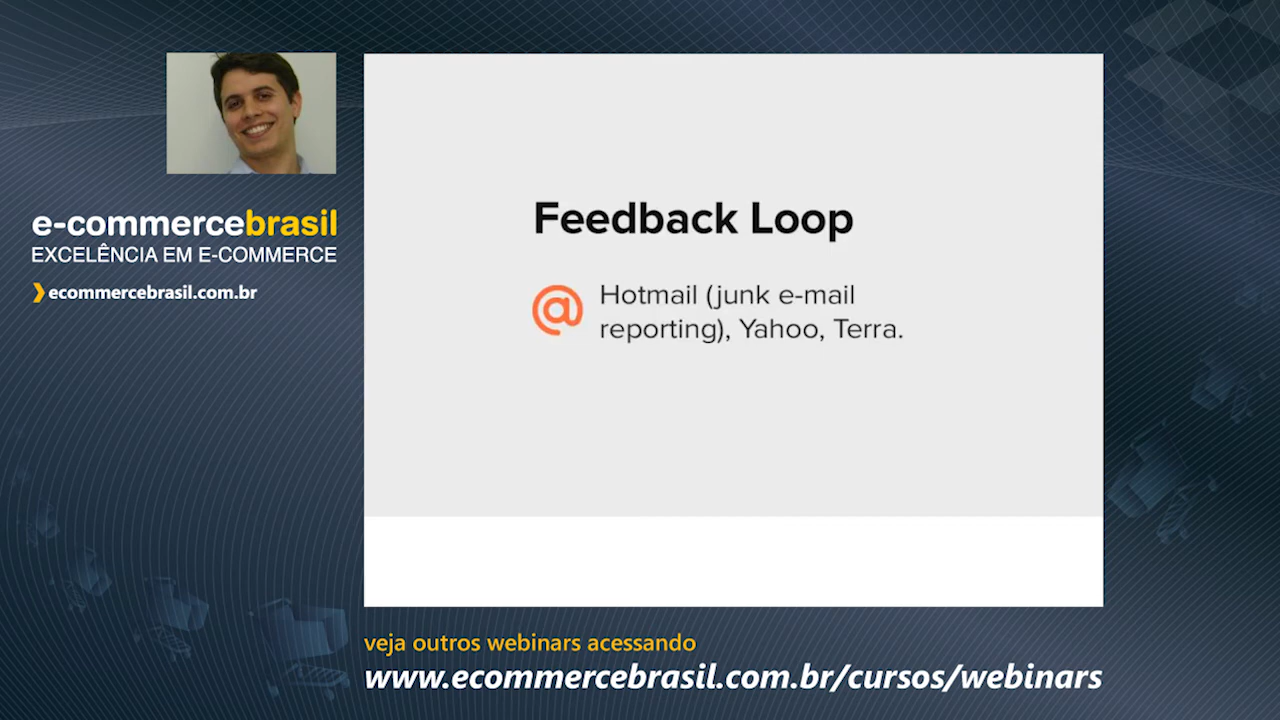 e-commercebrasil
EXCELÊNCIA EM E-COMMERCE
ecommercebrasil.com.br
Feedback Loop
@ Hotmail (junk e-mail
reporting), Yahoo, Terra.
veja outros webinars acessando
www.ecommercebrasil.com.br/cursos/webinars